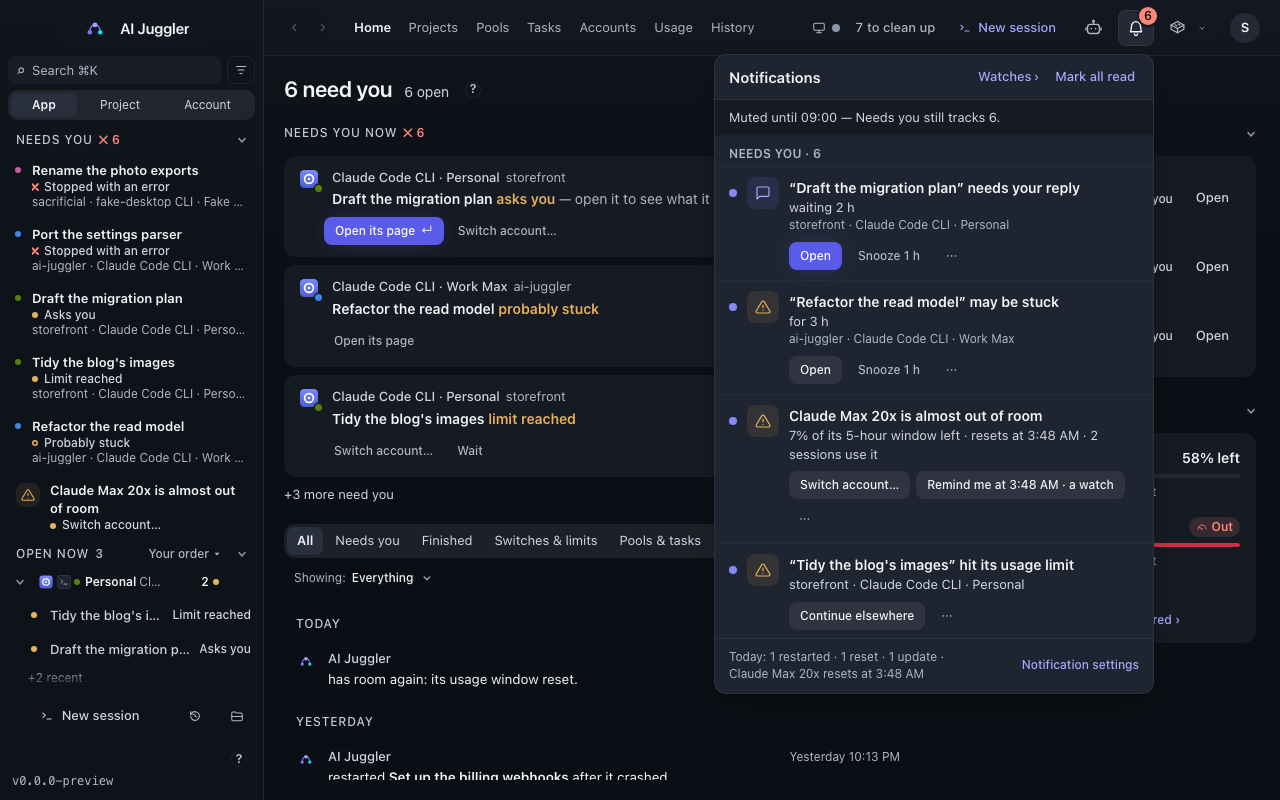 AI Juggler
Search ⌘K
App
Project
Account
NEEDS YOU 6
Rename the photo exports
Stopped with an error
sacrificial · fake-desktop CLI · Fake ...
Port the settings parser
Stopped with an error
ai-juggler · Claude Code CLI · Work ...
Draft the migration plan
Asks you
storefront · Claude Code CLI · Perso...
Tidy the blog's images
Limit reached
storefront · Claude Code CLI · Perso...
Refactor the read model
Probably stuck
ai-juggler · Claude Code CLI · Work ...
Claude Max 20x is almost out
of room
Switch account...
OPEN NOW 3
Your order
Personal Cl...
2
Tidy the blog's i...
Limit reached
Draft the migration p...
Asks you
+2 recent
New session
?
v0.0.0-preview
Home
Projects
Pools
Tasks
Accounts
Usage
History
7 to clean up
New session
6
S
6 need you
6 open
?
NEEDS YOU NOW 6
Claude Code CLI · Personal storefront
Draft the migration plan asks you — open it to see what it
Open its page
Switch account...
Claude Code CLI · Work Max ai-juggler
Refactor the read model probably stuck
Open its page
Claude Code CLI · Personal storefront
Tidy the blog's images limit reached
Switch account...
Wait
+3 more need you
All
Needs you
Finished
Switches & limits
Pools & tasks
Showing: Everything
TODAY
AI Juggler
has room again: its usage window reset.
YESTERDAY
AI Juggler
Yesterday 10:13 PM
restarted Set up the billing webhooks after it crashed
Notifications
Watches ›
Mark all read
Muted until 09:00 — Needs you still tracks 6.
NEEDS YOU · 6
“Draft the migration plan” needs your reply
waiting 2 h
storefront · Claude Code CLI · Personal
Open
Snooze 1 h
...
“Refactor the read model” may be stuck
for 3 h
ai-juggler · Claude Code CLI · Work Max
Open
Snooze 1 h
...
Claude Max 20x is almost out of room
7% of its 5-hour window left · resets at 3:48 AM · 2
sessions use it
Switch account...
Remind me at 3:48 AM · a watch
...
“Tidy the blog's images” hit its usage limit
storefront · Claude Code CLI · Personal
Continue elsewhere
...
Today: 1 restarted · 1 reset · 1 update ·
Claude Max 20x resets at 3:48 AM
Notification settings
you
Open
you
Open
you
Open
58% left
t
Out
t
red ›